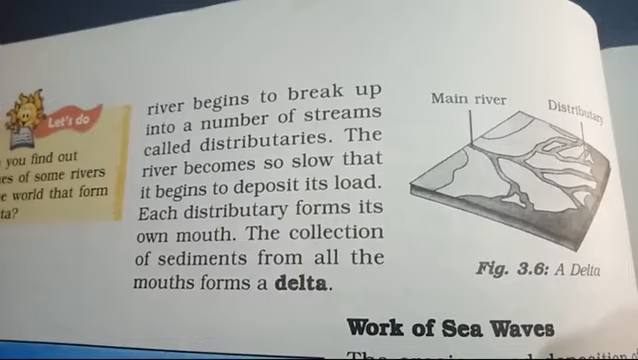 Let's do
you find out
es of some rivers
e world that form
ta?
river begins to break up
into a number of streams
called distributaries. The
river becomes so slow that
it begins to deposit its load.
Each distributary forms its
own mouth. The collection
of sediments from all the
mouths forms a delta.
Main river
Distributary
Fig. 3.6: A Delta
Work of Sea Waves